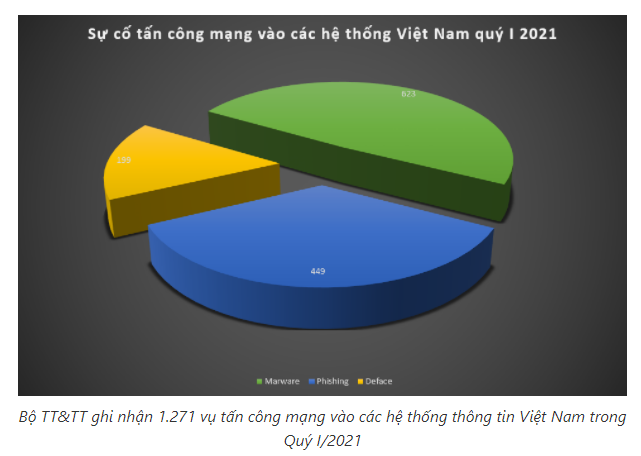 Sự cố tấn công mạng vào các hệ thống Việt Nam quý I 2021
623
199
449
Marware Phishing Deface
Bộ TT&TT ghi nhận 1.271 vụ tấn công mạng vào các hệ thống thông tin Việt Nam trong
Quý I/2021